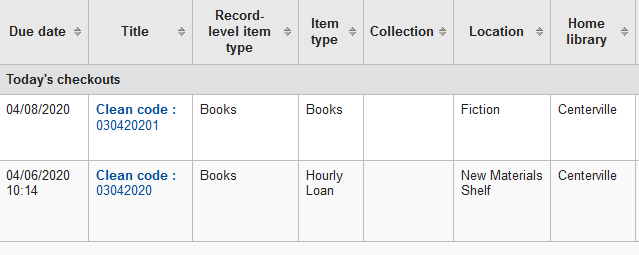 Due date
Title
Record-
level item
type
Item
type
Collection
Location
Home
library
Today's checkouts
04/08/2020
Clean code :
030420201
Books
Books
Fiction
Centerville
04/06/2020
10:14
Clean code :
03042020
Books
Hourly
Loan
New Materials
Shelf
Centerville